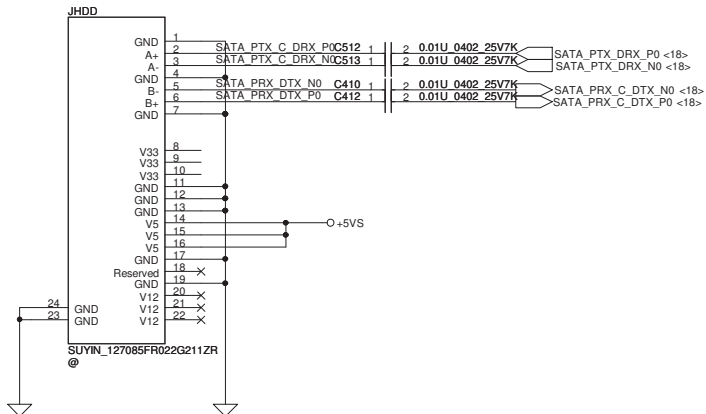 JHDD
GND 1
A+ 2 SATA_PTX_C_DRX_P0 C512 1 2 0.01U_0402_25V7K SATA_PTX_DRX_P0 <18>
A- 3 SATA_PTX_C_DRX_N0 C513 1 2 0.01U_0402_25V7K SATA_PTX_DRX_N0 <18>
GND 4
B- 5 SATA_PRX_DTX_N0 C410 1 2 0.01U_0402_25V7K SATA_PRX_C_DTX_N0 <18>
B+ 6 SATA_PRX_DTX_P0 C412 1 2 0.01U_0402_25V7K SATA_PRX_C_DTX_P0 <18>
GND 7
V33 8
V33 9
V33 10
GND 11
GND 12
GND 13
V5 14 +5VS
V5 15
V5 16
GND 17
Reserved 18
GND 19
V12 20
24 GND V12 21
23 GND V12 22
SUYIN_127085FR022G211ZR
@